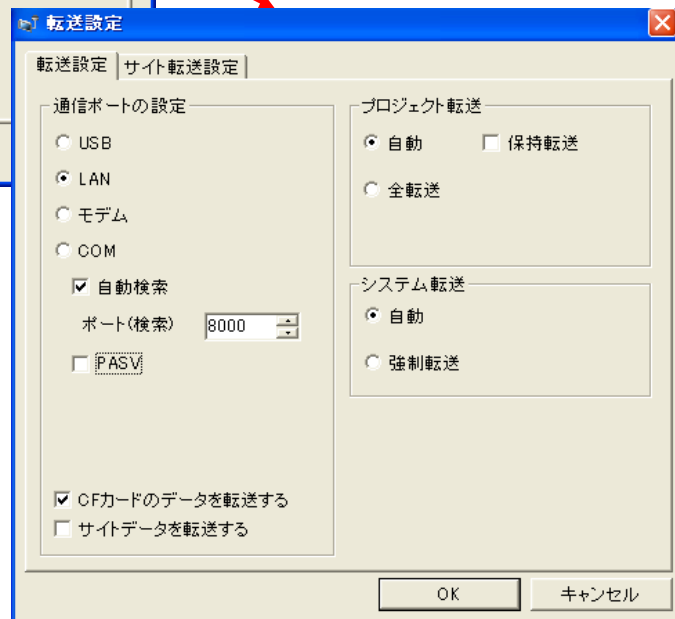 転送設定
転送設定 サイト転送設定
通信ポートの設定
USB
LAN
モデム
COM
自動検索
ポート(検索) 8000
PASV
CFカードのデータを転送する
サイトデータを転送する
プロジェクト転送
自動 保持転送
全転送
システム転送
自動
強制転送
OK キャンセル